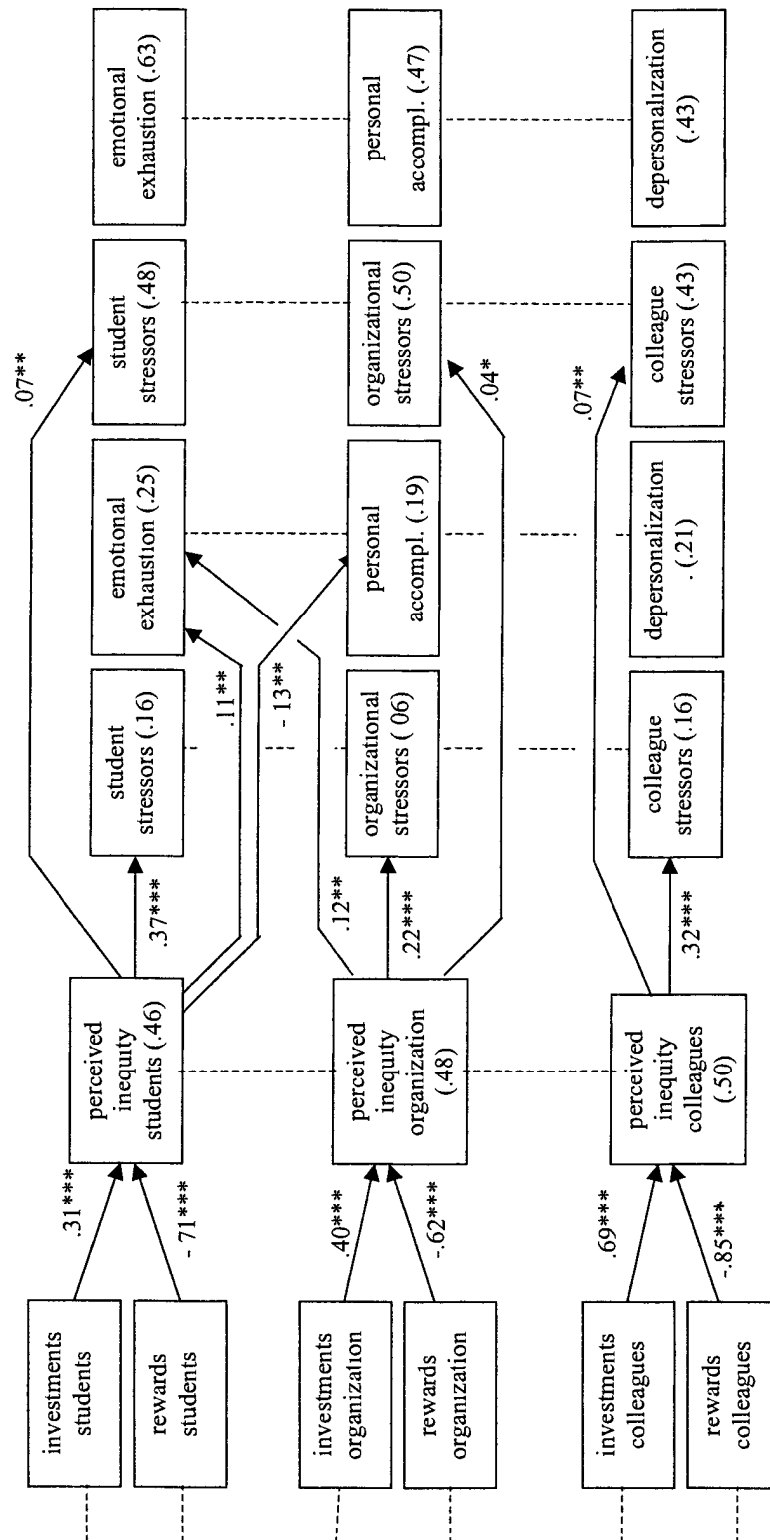 investments
students
rewards
students
investments
organization
rewards
organization
investments
colleagues
rewards
colleagues
.31***
- 71***
.40***
-.62***
.69***
-.85***
perceived
inequity
students (.46)
perceived
inequity
organization
(.48)
perceived
inequity
colleagues
(.50)
.37***
.11**
- 13**
.12**
.22***
.32***
student
stressors (.16)
organizational
stressors ( 06)
colleague
stressors (.16)
emotional
exhaustion (.25)
personal
accompl. (.19)
depersonalization
. (.21)
.07**
.04*
.07**
student
stressors (.48)
organizational
stressors (.50)
colleague
stressors (.43)
emotional
exhaustion (.63)
personal
accompl. (.47)
depersonalization
(.43)